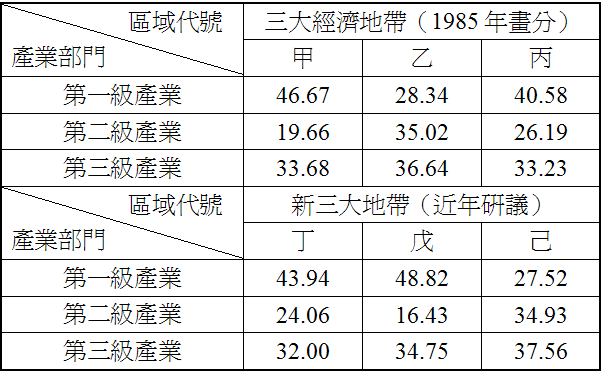 區域代號 三大經濟地帶（1985 年畫分）
產業部門 甲 乙 丙
第一級產業 46.67 28.34 40.58
第二級產業 19.66 35.02 26.19
第三級產業 33.68 36.64 33.23
區域代號 新三大地帶（近年研議）
產業部門 丁 戊 己
第一級產業 43.94 48.82 27.52
第二級產業 24.06 16.43 34.93
第三級產業 32.00 34.75 37.56